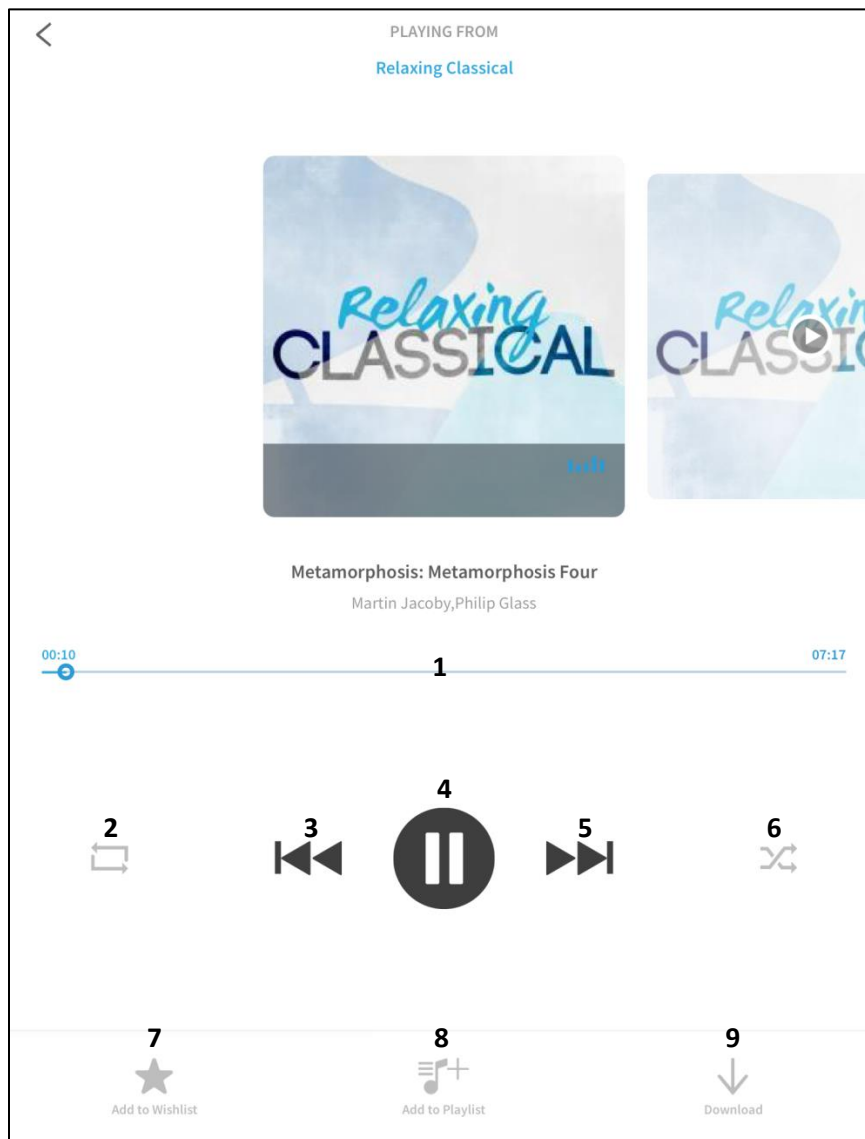 PLAYING FROM
Relaxing Classical
Relaxing
CLASSICAL
Metamorphosis: Metamorphosis Four
Martin Jacoby,Philip Glass
00:10
1
07:17
4
2
3
5
6
7
8
9
Add to Wishlist
Add to Playlist
Download